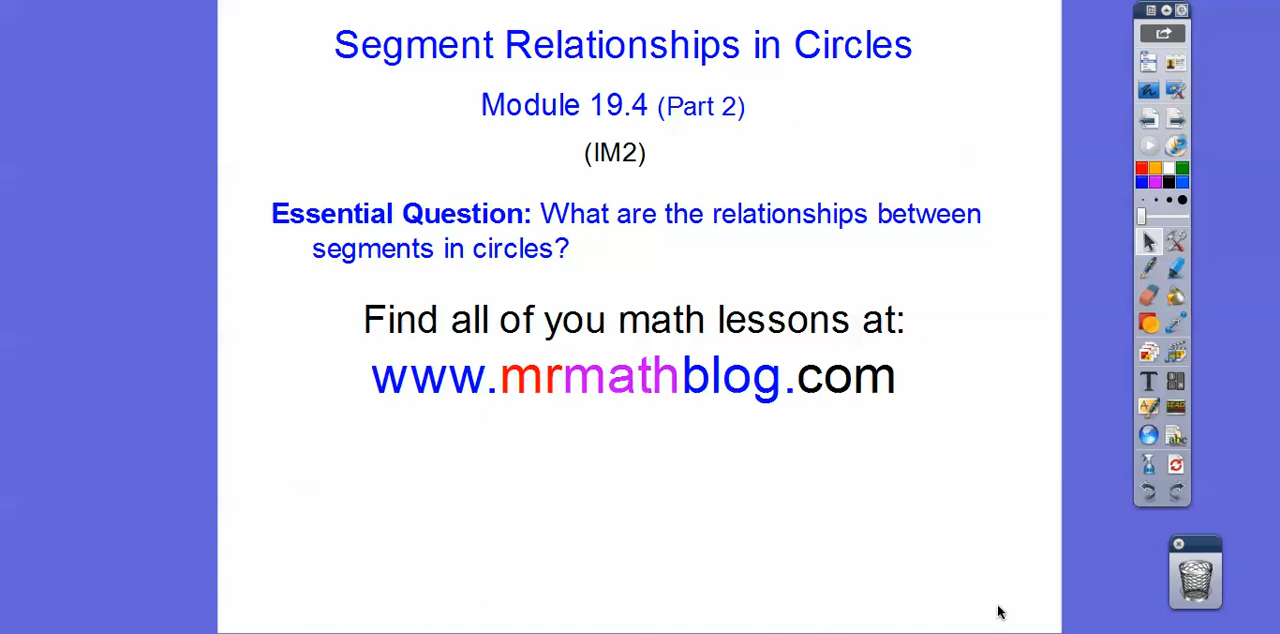 Segment Relationships in Circles
Module 19.4 (Part 2)
(IM2)
Essential Question: What are the relationships between
segments in circles?
Find all of you math lessons at:
www.mrmathblog.com